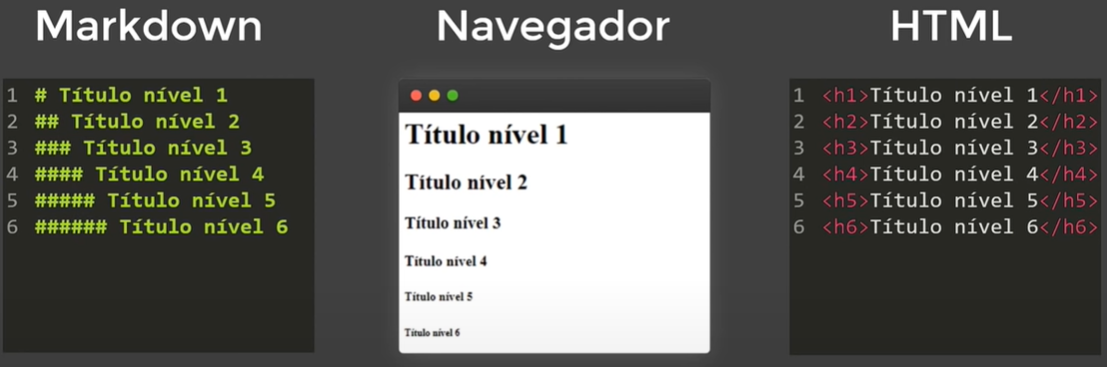 Markdown
1 # Título nível 1
2 ## Título nível 2
3 ### Título nível 3
4 #### Título nível 4
5 ##### Título nível 5
6 ###### Título nível 6
Navegador
Título nível 1
Título nível 2
Título nível 3
Título nível 4
Título nível 5
Título nível 6
HTML
1 <h1>Título nível 1</h1>
2 <h2>Título nível 2</h2>
3 <h3>Título nível 3</h3>
4 <h4>Título nível 4</h4>
5 <h5>Título nível 5</h5>
6 <h6>Título nível 6</h6>